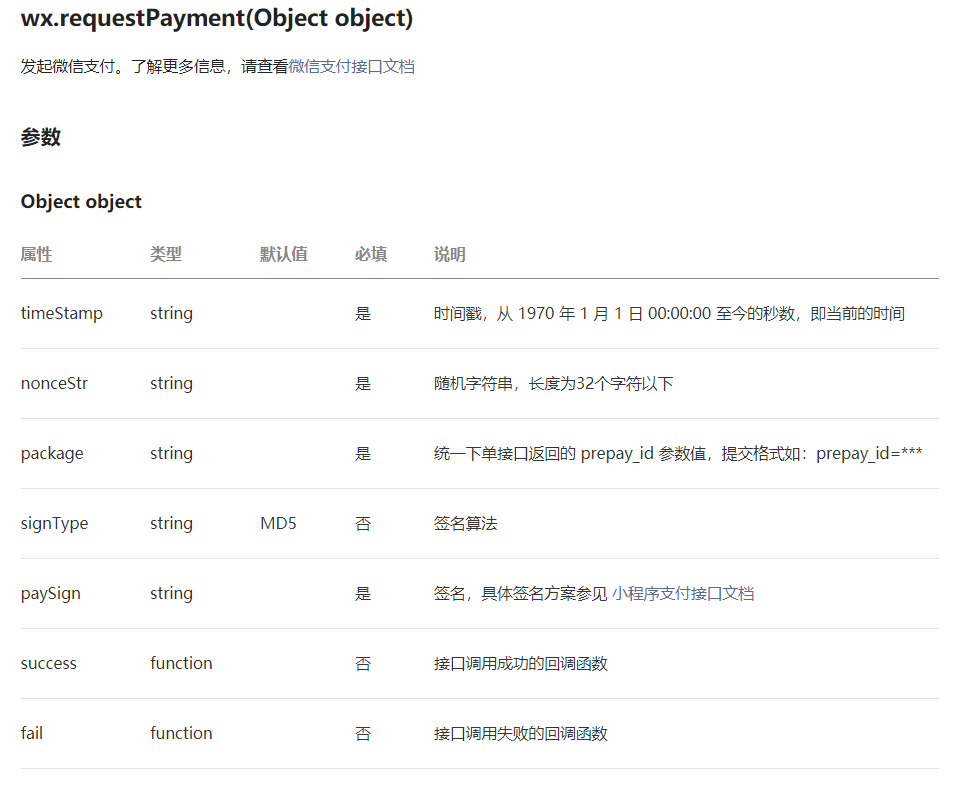 wx.requestPayment(Object object)
发起微信支付。了解更多信息，请查看微信支付接口文档
参数
Object object
属性 类型 默认值 必填 说明
timeStamp string 是 时间戳，从 1970 年 1 月 1 日 00:00:00 至今的秒数，即当前的时间
nonceStr string 是 随机字符串，长度为32个字符以下
package string 是 统一下单接口返回的 prepay_id 参数值，提交格式如：prepay_id=***
signType string MD5 否 签名算法
paySign string 是 签名，具体签名方案参见 小程序支付接口文档
success function 否 接口调用成功的回调函数
fail function 否 接口调用失败的回调函数